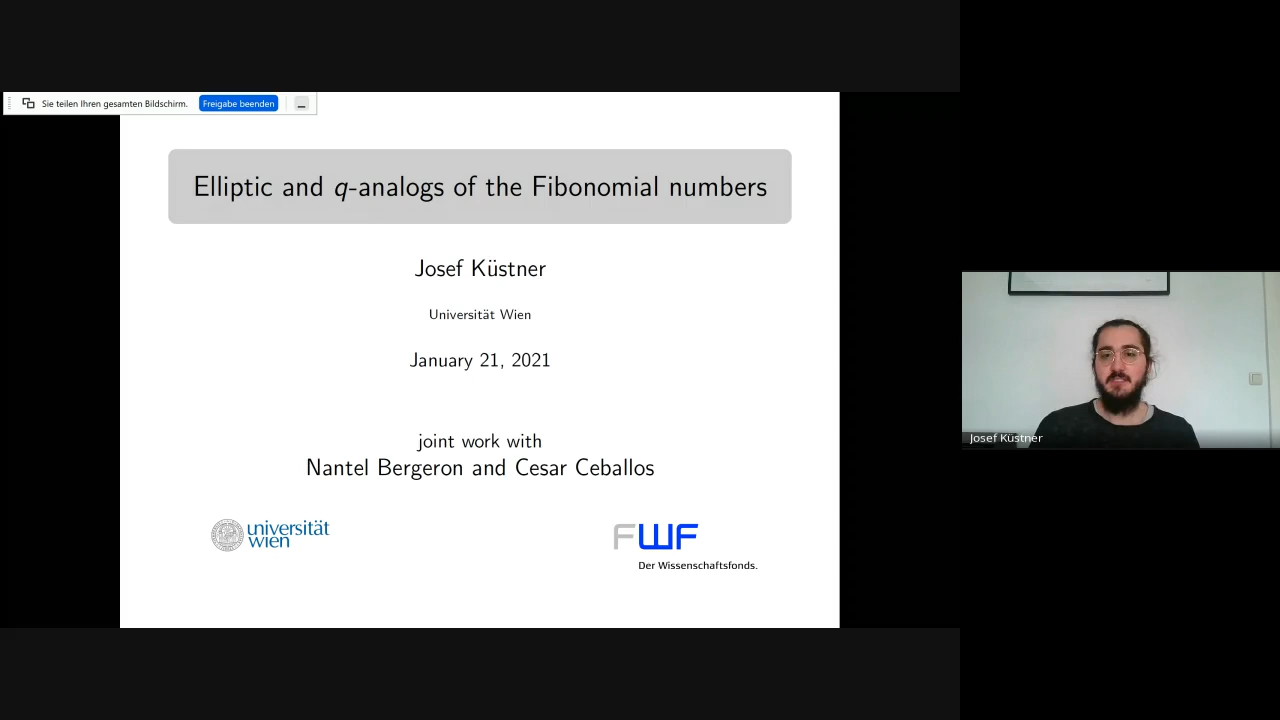 Sie teilen Ihren gesamten Bildschirm. Freigabe beenden
Elliptic and q-analogs of the Fibonomial numbers
Josef Küstner
Universität Wien
January 21, 2021
joint work with
Nantel Bergeron and Cesar Ceballos
universität
wien
FWF
Der Wissenschaftsfonds.
Josef Küstner